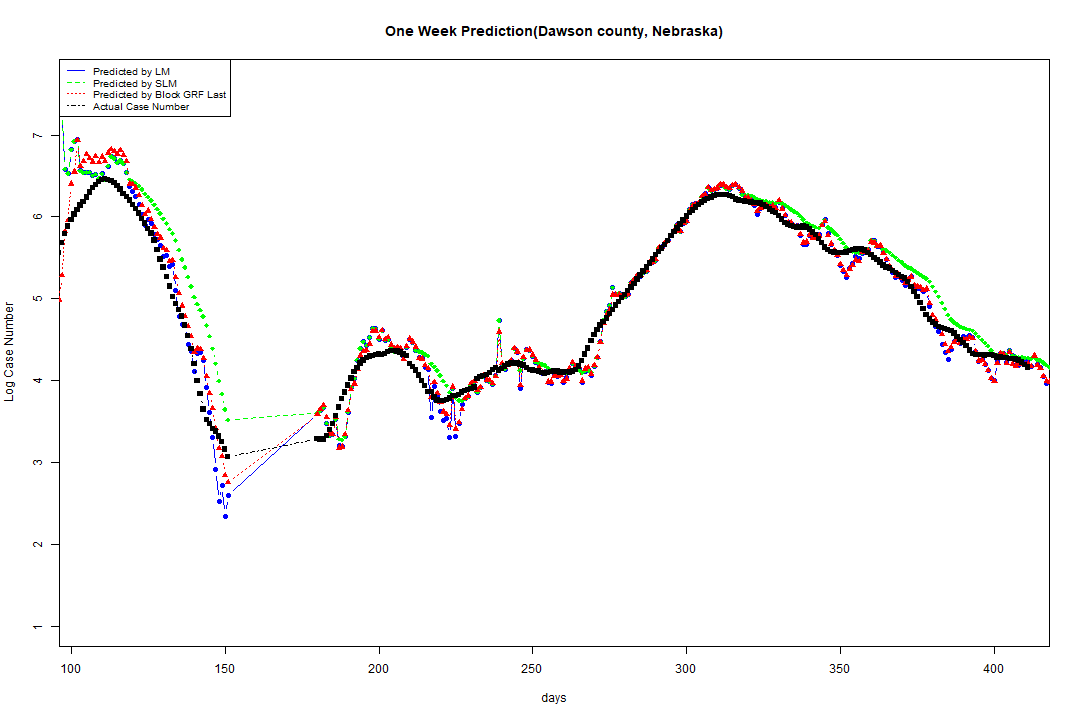 One Week Prediction(Dawson county, Nebraska)
Predicted by LM
Predicted by SLM
Predicted by Block GRF Last
Actual Case Number
7
6
5
4
3
2
1
Log Case Number
100 150 200 250 300 350 400
days